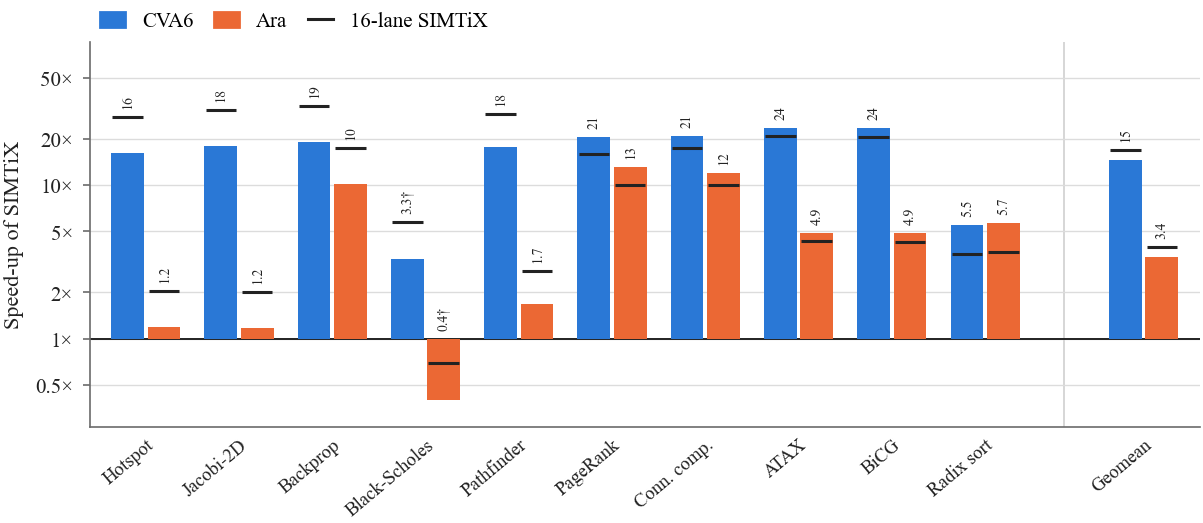 CVA6
Ara
16-lane SIMTiX
Speed-up of SIMTiX
50×
20×
10×
5×
2×
1×
0.5×
16
1.2
18
1.2
19
10
3.3†
0.4†
18
1.7
21
13
21
12
24
4.9
24
4.9
5.5
5.7
15
3.4
Hotspot
Jacobi-2D
Backprop
Black-Scholes
Pathfinder
PageRank
Conn. comp.
ATAX
BiCG
Radix sort
Geomean